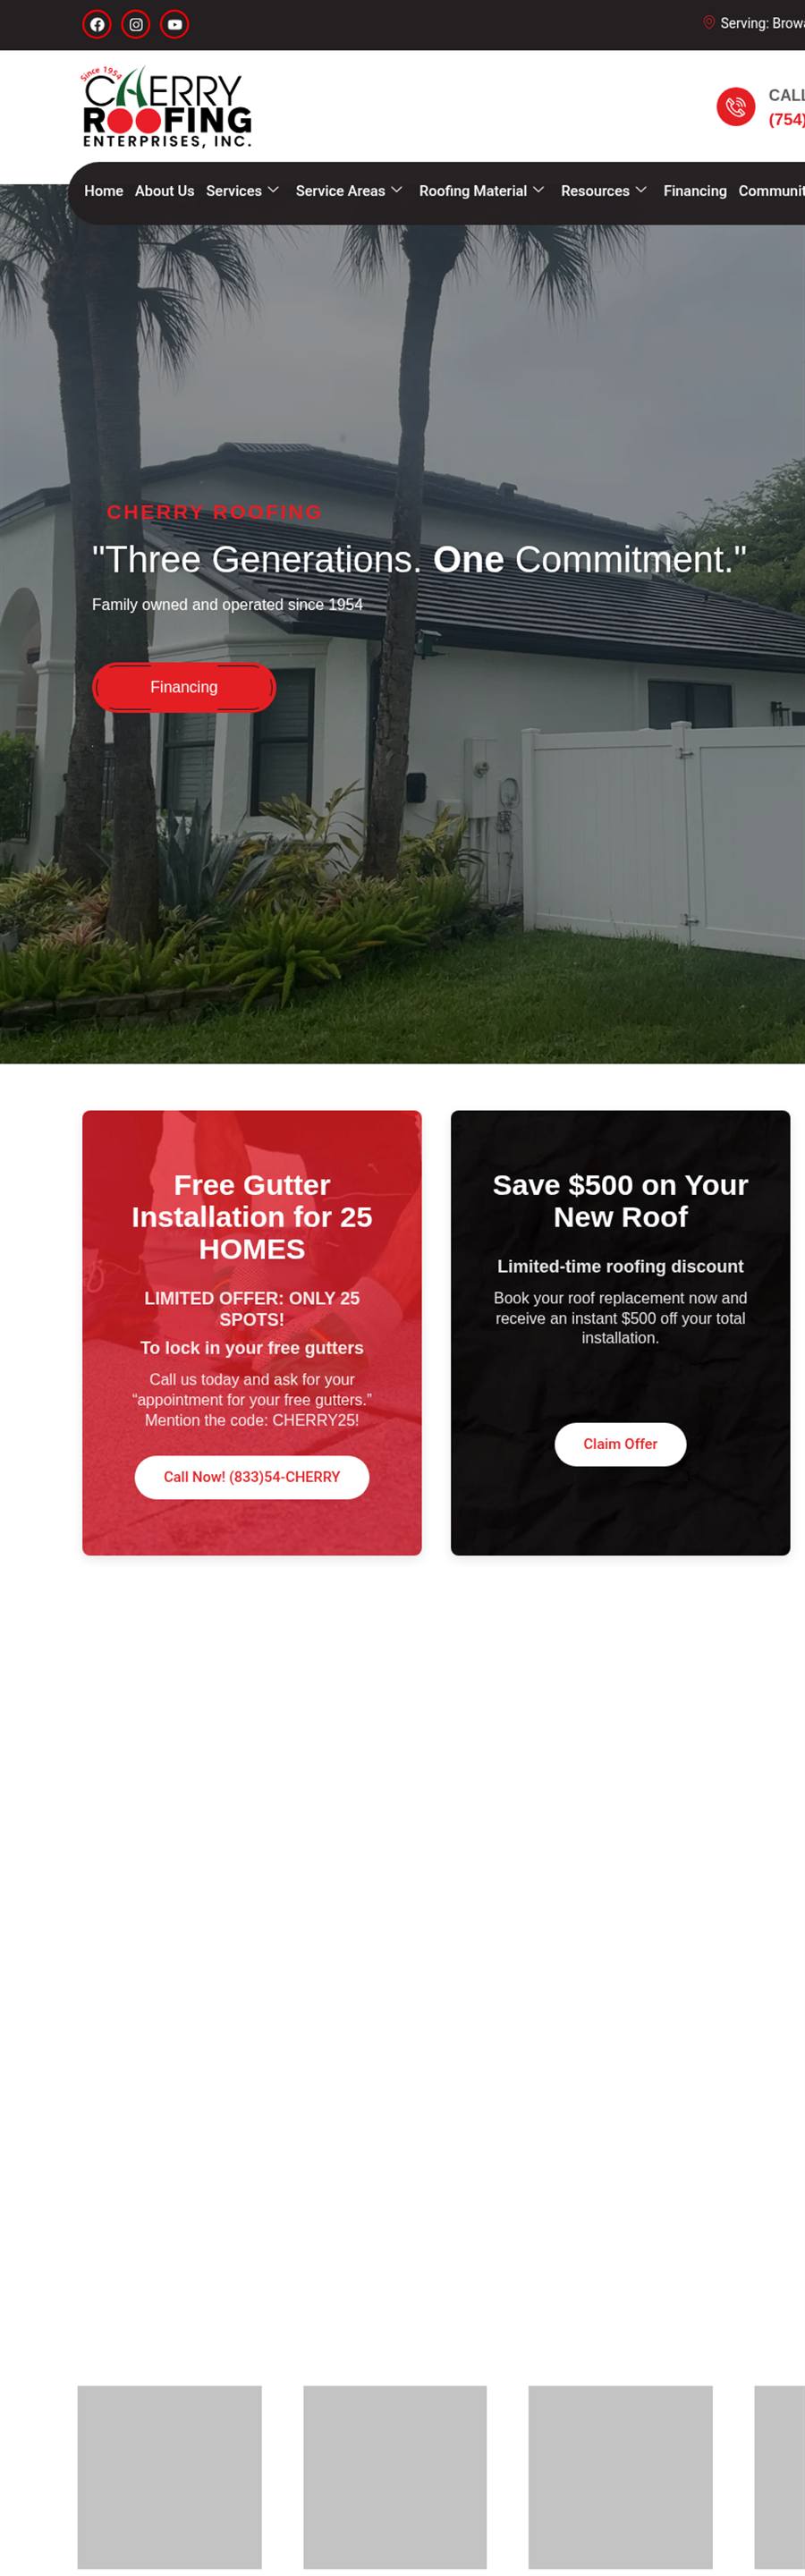 Serving: Browa
Since 1954
CHERRY
ROOFING
ENTERPRISES, INC.
CALL
(754)
Home About Us Services Service Areas Roofing Material Resources Financing Communit
CHERRY ROOFING
"Three Generations. One Commitment."
Family owned and operated since 1954
Financing
Free Gutter
Installation for 25
HOMES
LIMITED OFFER: ONLY 25
SPOTS!
To lock in your free gutters
Call us today and ask for your
“appointment for your free gutters.”
Mention the code: CHERRY25!
Call Now! (833)54-CHERRY
Save $500 on Your
New Roof
Limited-time roofing discount
Book your roof replacement now and
receive an instant $500 off your total
installation.
Claim Offer